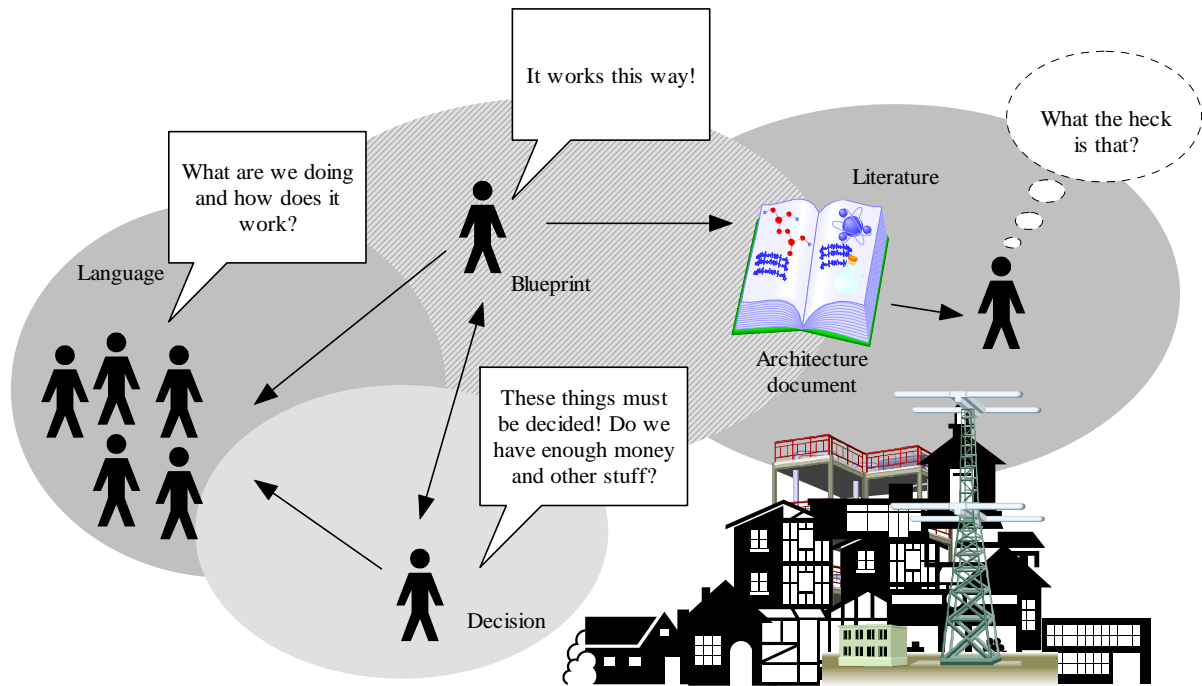 It works this way!
What the heck
is that?
What are we doing
and how does it
work?
Literature
Language
Blueprint
Architecture
document
These things must
be decided! Do we
have enough money
and other stuff?
Decision